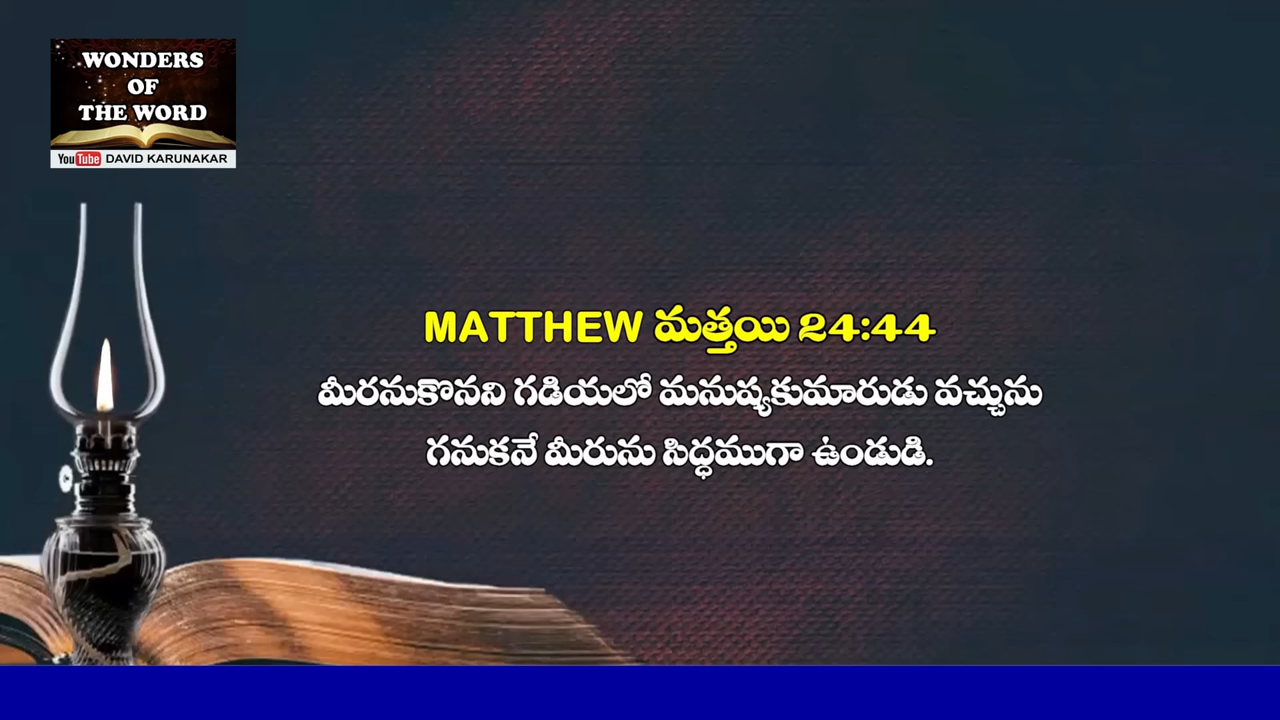 WONDERS
OF
THE WORD
YouTube DAVID KARUNAKAR
MATTHEW మత్తయి 24:44
మీరనుకొనని గడియలో మనుష్యకుమారుడు వచ్చును
గనుకనే మీరును సిద్ధముగా ఉండుడి.